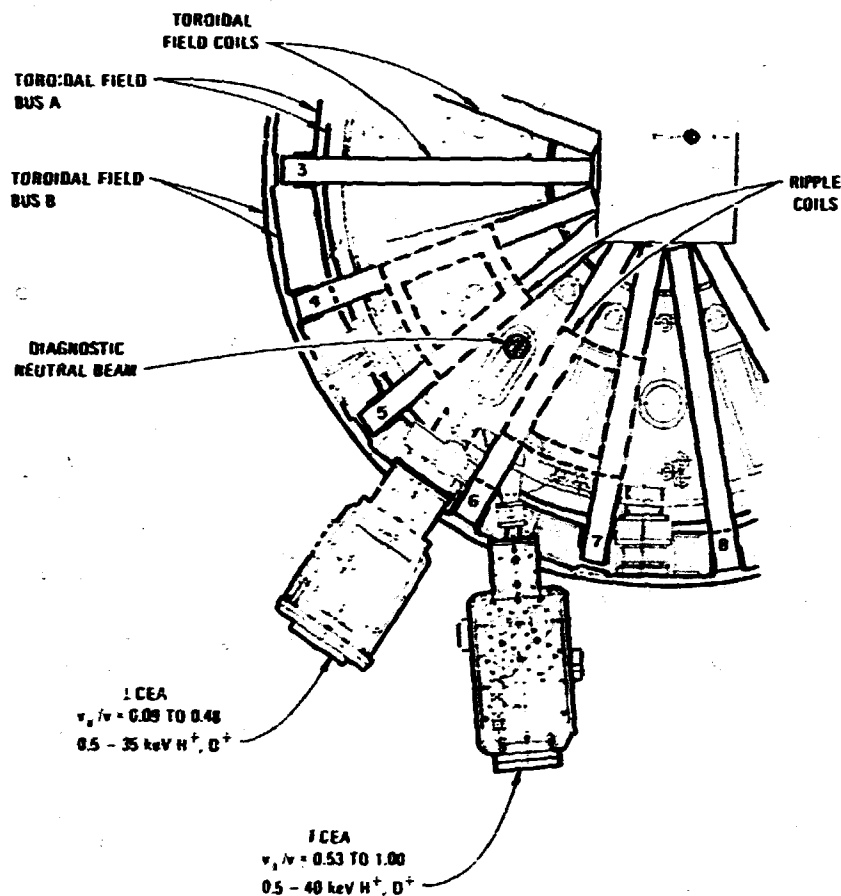 TOROIDAL
FIELD COILS
TOROIDAL FIELD
BUS A
TOROIDAL FIELD
BUS B
RIPPLE
COILS
DIAGNOSTIC
NEUTRAL BEAM
3
4
5
6
7
8
⊥ CEA
/v = 0.09 TO 0.48
0.5 – 35 keV H⁺, D⁺
CEA
/v = 0.53 TO 1.00
0.5 – 40 keV H⁺, D⁺